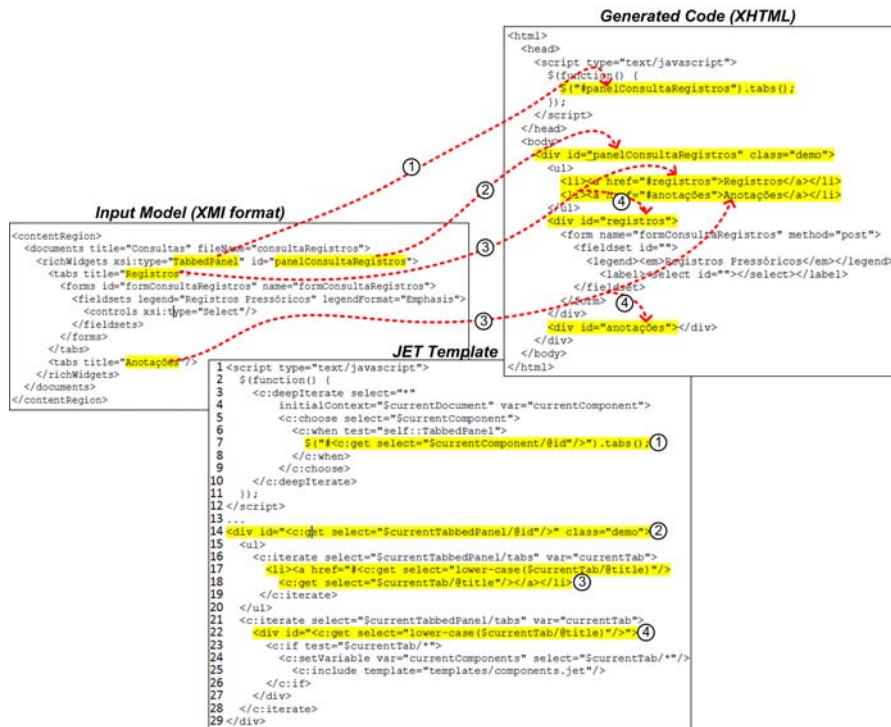 Generated Code (XHTML)
<html>
<head>
<script type="text/javascript">
$(function() {
$("#panelConsultaRegistros").tabs();
});
</script>
</head>
<body>
<div id="panelConsultaRegistros" class="demo">
<ul>
<li><a href="#registros">Registros</a></li>
<li><a href="#anotações">Anotações</a></li>
</ul>
<div id="registros">
<form name="formConsultaRegistros" method="post">
<fieldset id="">
<legend><em>Registros Pressóricos</em></legend>
<label><select id=""></select></label>
</fieldset>
</form>
</div>
<div id="anotações"></div>
</div>
</body>
</html>
1
2
3
4
4
3
Input Model (XMI format)
<contentRegion>
<documents title="Consultas" fileName="consultaRegistros">
<richWidgets xsi:type="TabbedPanel" id="panelConsultaRegistros">
<tabs title="Registros"
<forms id="formConsultaRegistros" name="formConsultaRegistros">
<fieldsets legend="Registros Pressóricos" legendFormat="Emphasis">
<controls xsi:type="Select"/>
</fieldsets>
</forms>
</tabs>
<tabs title="Anotações"/>
</richWidgets>
</documents>
</contentRegion>
JET Template
1 <script type="text/javascript">
2 $(function() {
3 <c:deepIterate select="*"
4 initialContext="$currentDocument" var="currentComponent">
5 <c:choose select="$currentComponent">
6 <c:when test="self::TabbedPanel">
7 $("#<c:get select="$currentComponent/@id"/>").tabs(); 1
8 </c:when>
9 </c:choose>
10 </c:deepIterate>
11 });
12 </script>
13 ...
14 <div id="<c:get select="$currentTabbedPanel/@id"/>" class="demo"> 2
15 <ul>
16 <c:iterate select="$currentTabbedPanel/tabs" var="currentTab">
17 <li><a href="#<c:get select="lower-case($currentTab/@title)"/>
18 <c:get select="$currentTab/@title"/></a></li> 3
19 </c:iterate>
20 </ul>
21 <c:iterate select="$currentTabbedPanel/tabs" var="currentTab">
22 <div id="<c:get select="lower-case($currentTab/@title)"/>"> 4
23 <c:if test="$currentTab/*">
24 <c:setVariable var="currentComponents" select="$currentTab/*"/>
25 <c:include template="templates/components.jet"/>
26 </c:if>
27 </div>
28 </c:iterate>
29 </div>